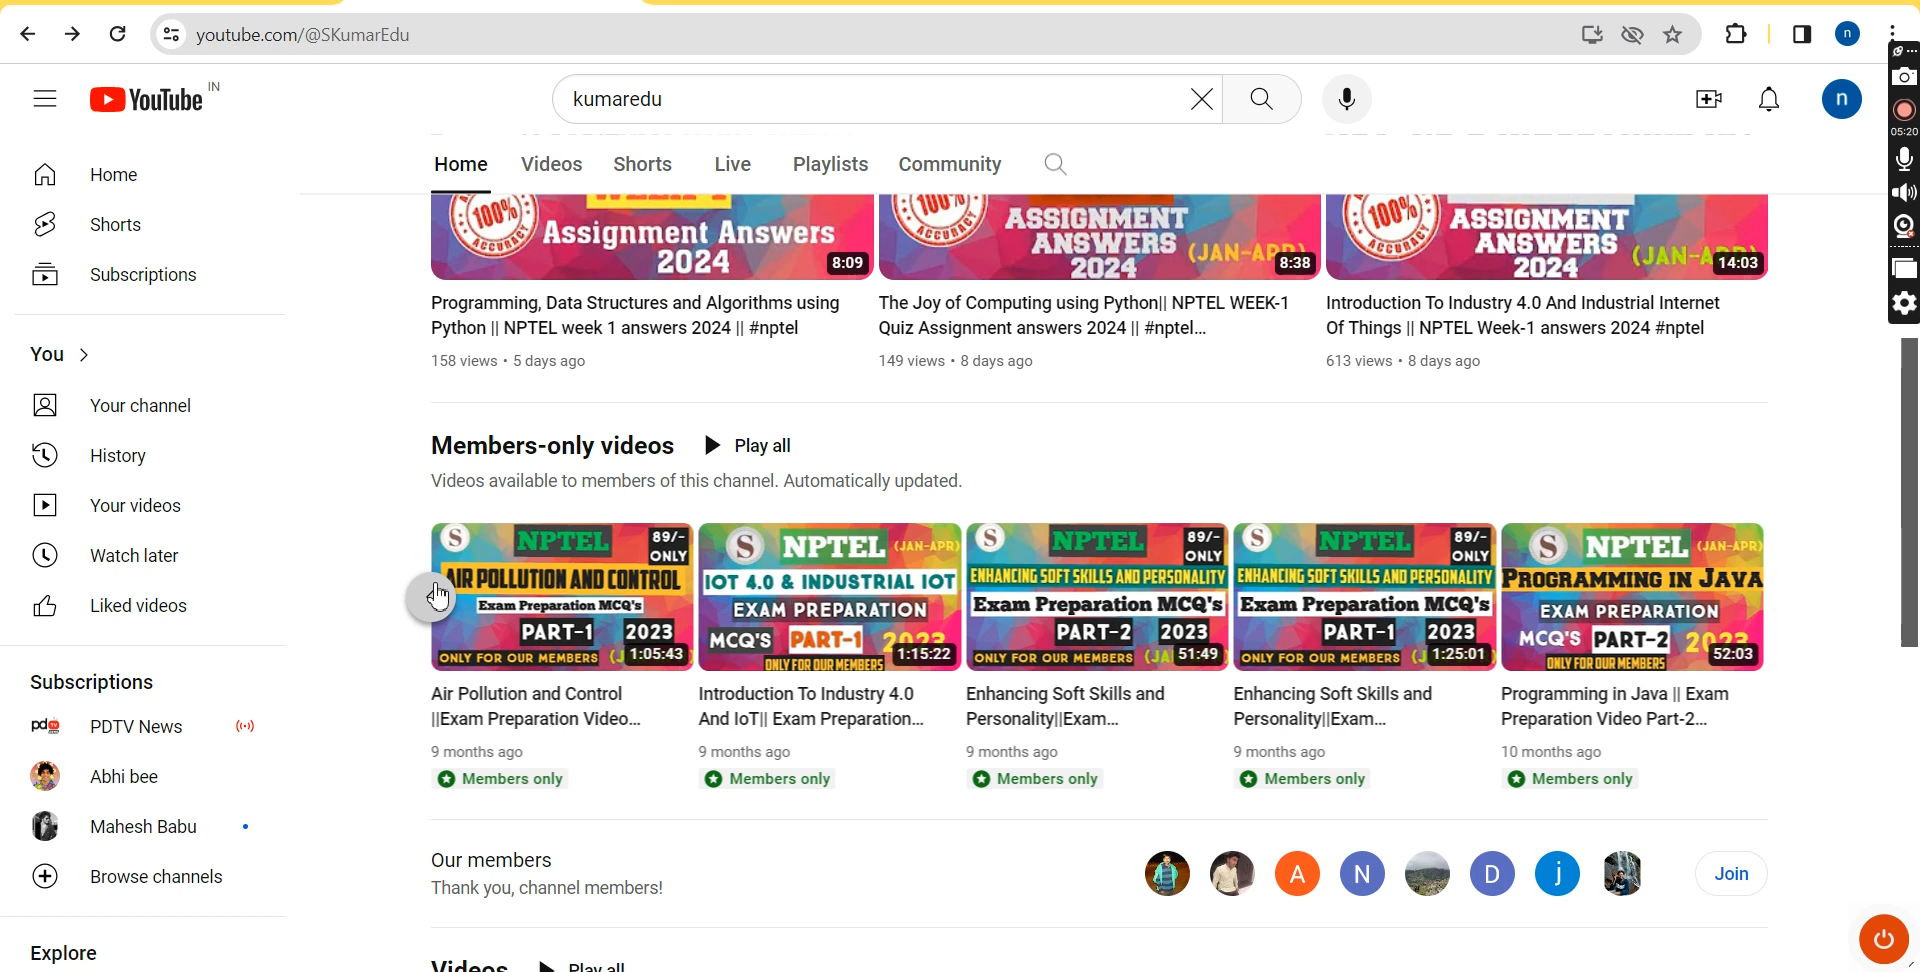 youtube.com/@SKumarEdu
n
YouTube IN
kumaredu
n
05:20
Home
Shorts
Subscriptions
You
Your channel
History
Your videos
Watch later
Liked videos
Subscriptions
PDTV News
Abhi bee
Mahesh Babu
Browse channels
Explore
Home Videos Shorts Live Playlists Community
100% ACCURACY
Assignment Answers
2024
8:09
ASSIGNMENT
ANSWERS
2024
8:38
100%
ASSIGNMENT
ANSWERS
2024
14:03
Programming, Data Structures and Algorithms using
Python || NPTEL week 1 answers 2024 || #nptel
158 views • 5 days ago
The Joy of Computing using Python|| NPTEL WEEK-1
Quiz Assignment answers 2024 || #nptel...
149 views • 8 days ago
Introduction To Industry 4.0 And Industrial Internet
Of Things || NPTEL Week-1 answers 2024 #nptel
613 views • 8 days ago
Members-only videos Play all
Videos available to members of this channel. Automatically updated.
S NPTEL 89/-
ONLY
AIR POLLUTION AND CONTROL
Exam Preparation MCQ's
PART-1 2023
ONLY FOR OUR MEMBERS
1:05:43
S NPTEL (JAN-APR)
IOT 4.0 & INDUSTRIAL IOT
EXAM PREPARATION
MCQ'S PART-1 2023
ONLY FOR OUR MEMBERS
1:15:22
S NPTEL 89/-
ONLY
ENHANCING SOFT SKILLS AND PERSONALITY
Exam Preparation MCQ's
PART-2 2023
ONLY FOR OUR MEMBERS
51:49
S NPTEL 89/-
ONLY
ENHANCING SOFT SKILLS AND PERSONALITY
Exam Preparation MCQ's
PART-1 2023
ONLY FOR OUR MEMBERS
1:25:01
S NPTEL (JAN-APR)
PROGRAMMING IN JAVA
EXAM PREPARATION
MCQ'S PART-2 2023
ONLY FOR OUR MEMBERS
52:03
Air Pollution and Control
||Exam Preparation Video...
9 months ago
Members only
Introduction To Industry 4.0
And IoT|| Exam Preparation...
9 months ago
Members only
Enhancing Soft Skills and
Personality||Exam...
9 months ago
Members only
Enhancing Soft Skills and
Personality||Exam...
9 months ago
Members only
Programming in Java || Exam
Preparation Video Part-2...
10 months ago
Members only
Our members
Thank you, channel members!
A N D j
Join
Videos Play all